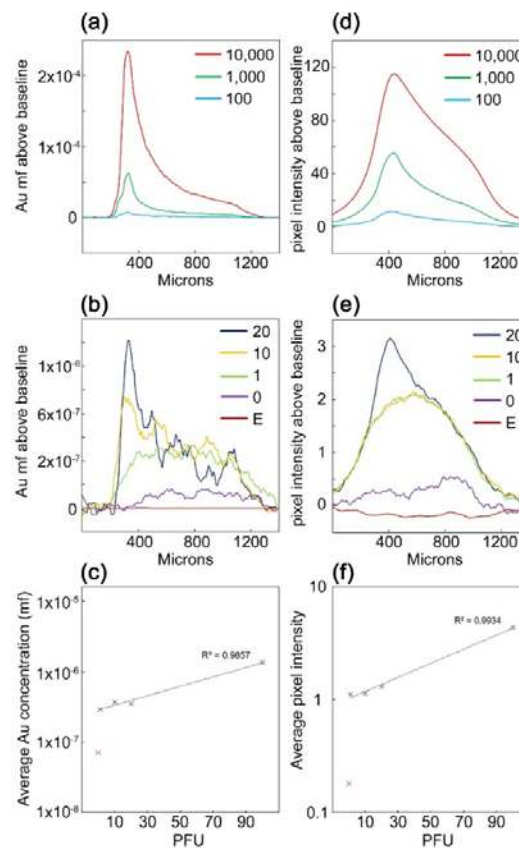 (a)
Au mf above baseline
2x10⁻⁴
1x10⁻⁴
0
10,000
1,000
100
400 800 1200
Microns
(d)
pixel intensity above baseline
120
80
40
0
10,000
1,000
100
400 800 1200
Microns
(b)
Au mf above baseline
1x10⁻⁶
6x10⁻⁷
2x10⁻⁷
0
20
10
1
0
E
400 800 1200
Microns
(e)
pixel intensity above baseline
3
2
1
0
20
10
1
0
E
400 800 1200
Microns
(c)
Average Au concentration (mf)
1x10⁻⁵
1x10⁻⁶
1x10⁻⁷
1x10⁻⁸
R² = 0.9857
10 30 50 70 90
PFU
(f)
Average pixel intensity
10
1
0.1
R² = 0.9934
10 30 50 70 90
PFU